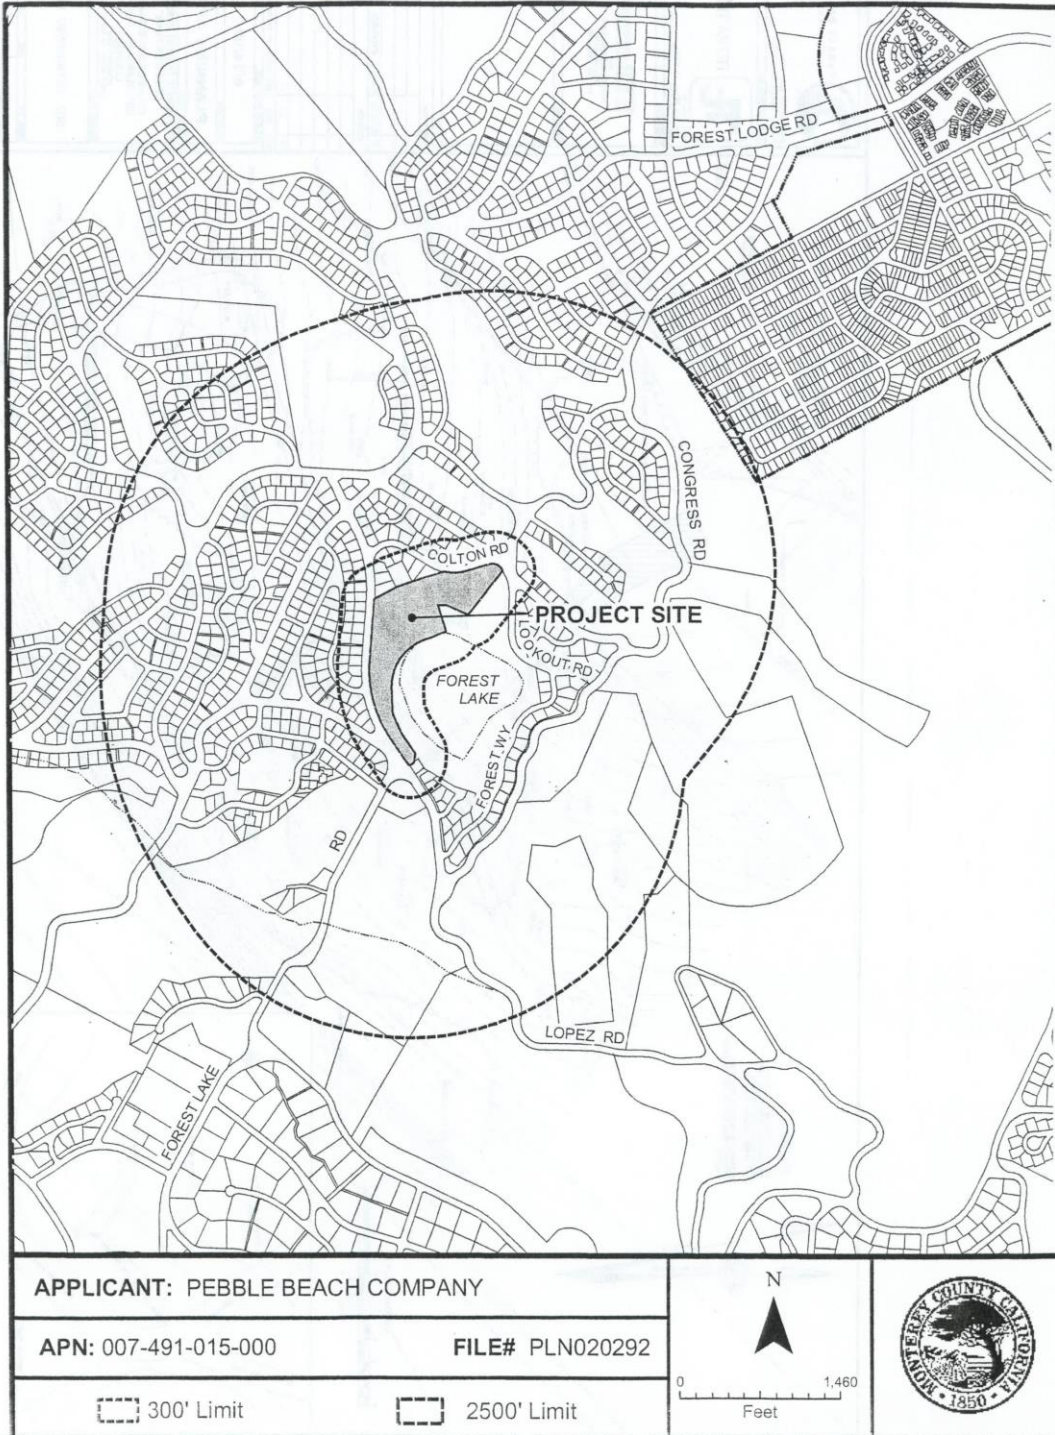 FOREST LODGE RD
CONGRESS RD
COLTON RD
PROJECT SITE
LOOKOUT RD
FOREST
LAKE
FOREST WY
RD
LOPEZ RD
FOREST LAKE
APPLICANT: PEBBLE BEACH COMPANY
APN: 007-491-015-000 FILE# PLN020292
300' Limit 2500' Limit
N
0 1,460
Feet
MONTEREY COUNTY CALIFORNIA
• 1850 •